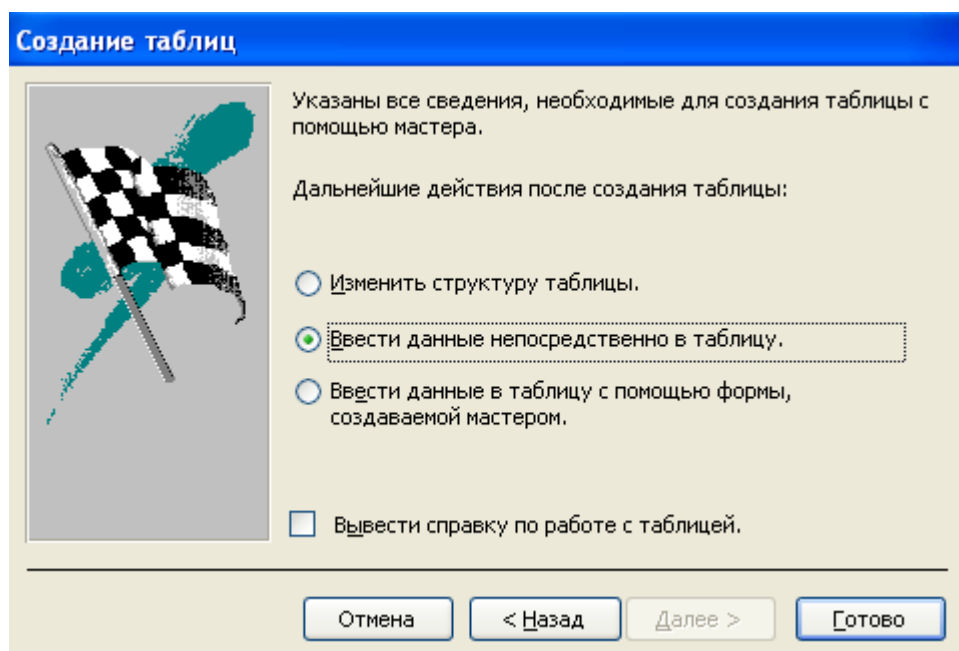 Создание таблиц
Указаны все сведения, необходимые для создания таблицы с
помощью мастера.
Дальнейшие действия после создания таблицы:
Изменить структуру таблицы.
Ввести данные непосредственно в таблицу.
Ввести данные в таблицу с помощью формы,
создаваемой мастером.
Вывести справку по работе с таблицей.
Отмена
< Назад
Далее >
Готово